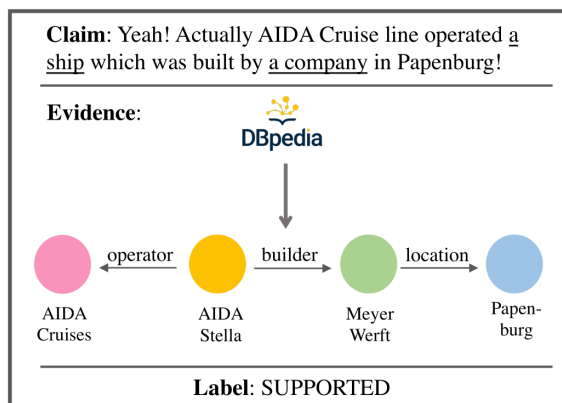 Claim: Yeah! Actually AIDA Cruise line operated a
ship which was built by a company in Papenburg!
Evidence:
DBpedia
operator
builder
location
AIDA
Cruises
AIDA
Stella
Meyer
Werft
Papen-
burg
Label: SUPPORTED